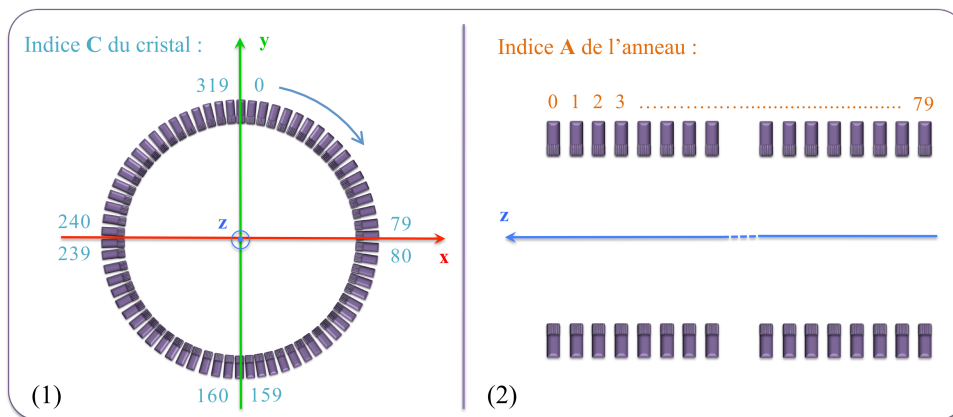 Indice C du cristal :
y
319 0
240
z
79
239
x
80
160 159
(1)
Indice A de l’anneau :
0 1 2 3 ........................................ 79
z
(2)